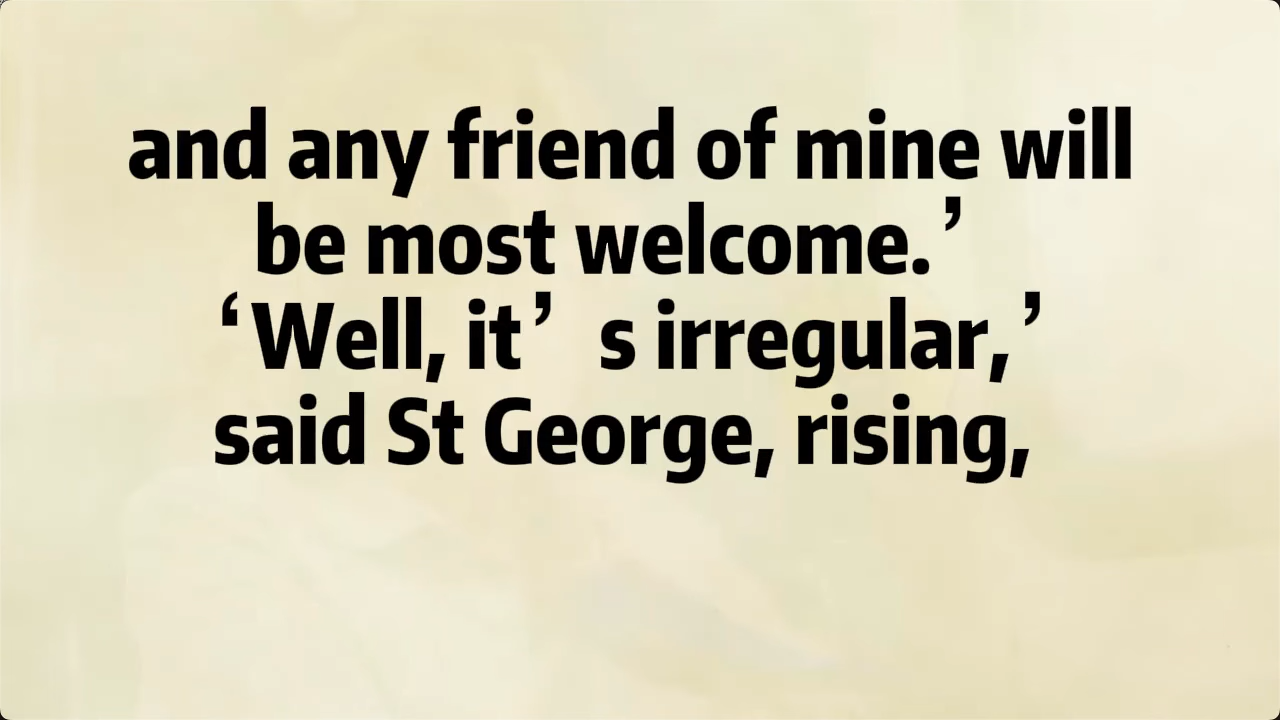 and any friend of mine will
be most welcome.’
‘Well, it’s irregular,’
said St George, rising,